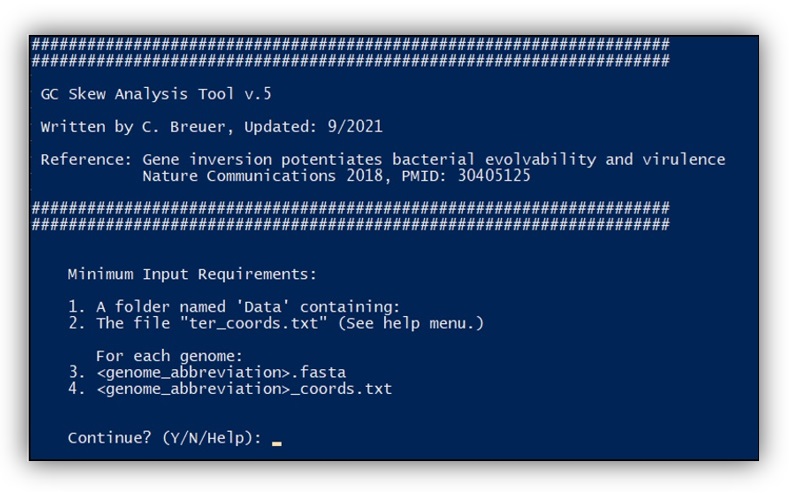 ######################################################################
######################################################################
GC Skew Analysis Tool v.5
Written by C. Breuer, Updated: 9/2021
Reference: Gene inversion potentiates bacterial evolvability and virulence
Nature Communications 2018, PMID: 30405125
######################################################################
######################################################################
Minimum Input Requirements:
1. A folder named 'Data' containing:
2. The file "ter_coords.txt" (See help menu.)
For each genome:
3. <genome_abbreviation>.fasta
4. <genome_abbreviation>_coords.txt
Continue? (Y/N/Help): _